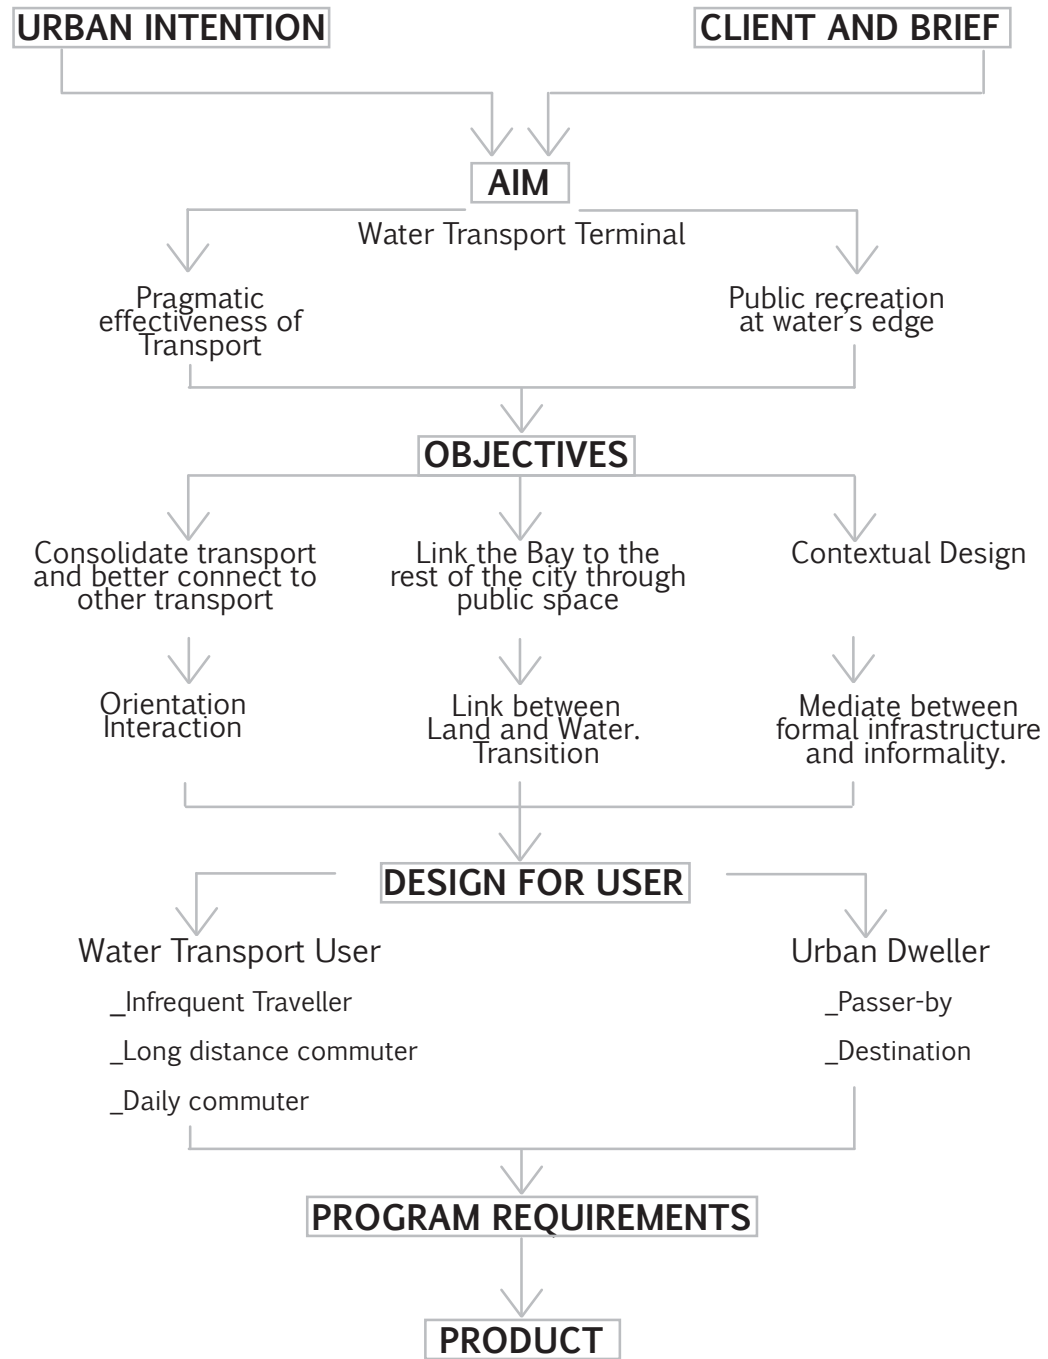 URBAN INTENTION
CLIENT AND BRIEF
AIM
Water Transport Terminal
Pragmatic
effectiveness of
Transport
Public recreation
at water's edge
OBJECTIVES
Consolidate transport
and better connect to
other transport
Link the Bay to the
rest of the city through
public space
Contextual Design
Orientation
Interaction
Link between
Land and Water.
Transition
Mediate between
formal infrastructure
and informality.
DESIGN FOR USER
Water Transport User
_Infrequent Traveller
_Long distance commuter
_Daily commuter
Urban Dweller
_Passer-by
_Destination
PROGRAM REQUIREMENTS
PRODUCT